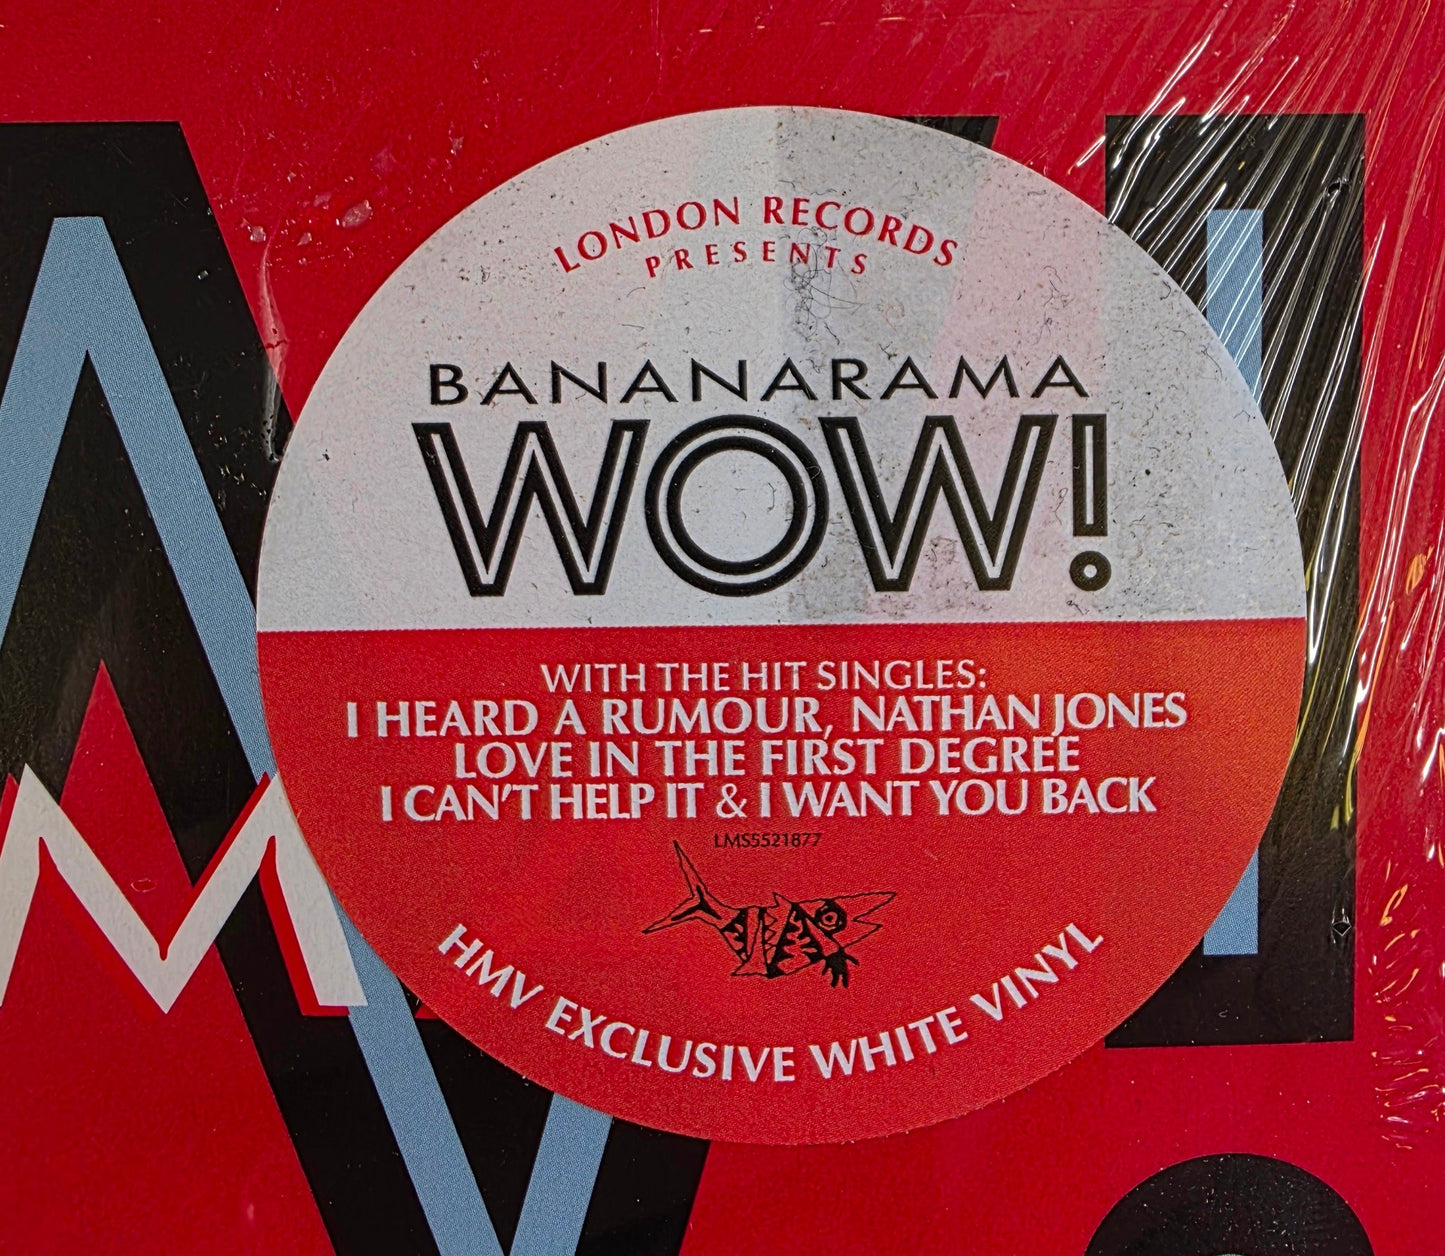 LONDON RECORDS
PRESENTS
BANANARAMA
WOW!
WITH THE HIT SINGLES:
I HEARD A RUMOUR, NATHAN JONES
LOVE IN THE FIRST DEGREE
I CAN'T HELP IT & I WANT YOU BACK
LMS5521877
HMV EXCLUSIVE WHITE VINYL